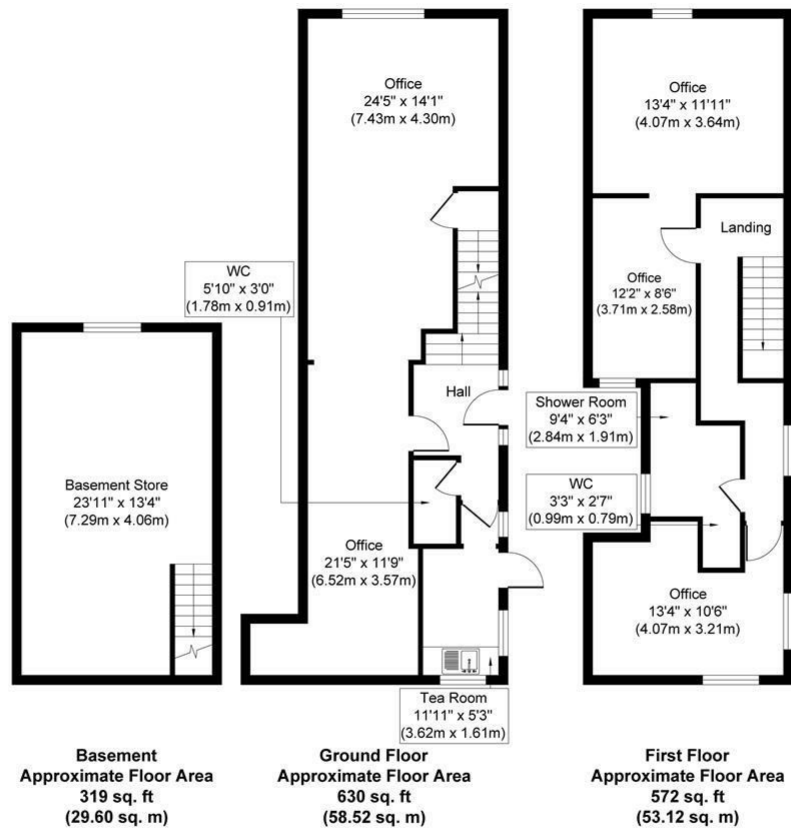 Basement Store
23'11" x 13'4"
(7.29m x 4.06m)
Basement
Approximate Floor Area
319 sq. ft
(29.60 sq. m)
Office
24'5" x 14'1"
(7.43m x 4.30m)
WC
5'10" x 3'0"
(1.78m x 0.91m)
Hall
Office
21'5" x 11'9"
(6.52m x 3.57m)
Tea Room
11'11" x 5'3"
(3.62m x 1.61m)
Ground Floor
Approximate Floor Area
630 sq. ft
(58.52 sq. m)
Office
13'4" x 11'11"
(4.07m x 3.64m)
Landing
Office
12'2" x 8'6"
(3.71m x 2.58m)
Shower Room
9'4" x 6'3"
(2.84m x 1.91m)
WC
3'3" x 2'7"
(0.99m x 0.79m)
Office
13'4" x 10'6"
(4.07m x 3.21m)
First Floor
Approximate Floor Area
572 sq. ft
(53.12 sq. m)